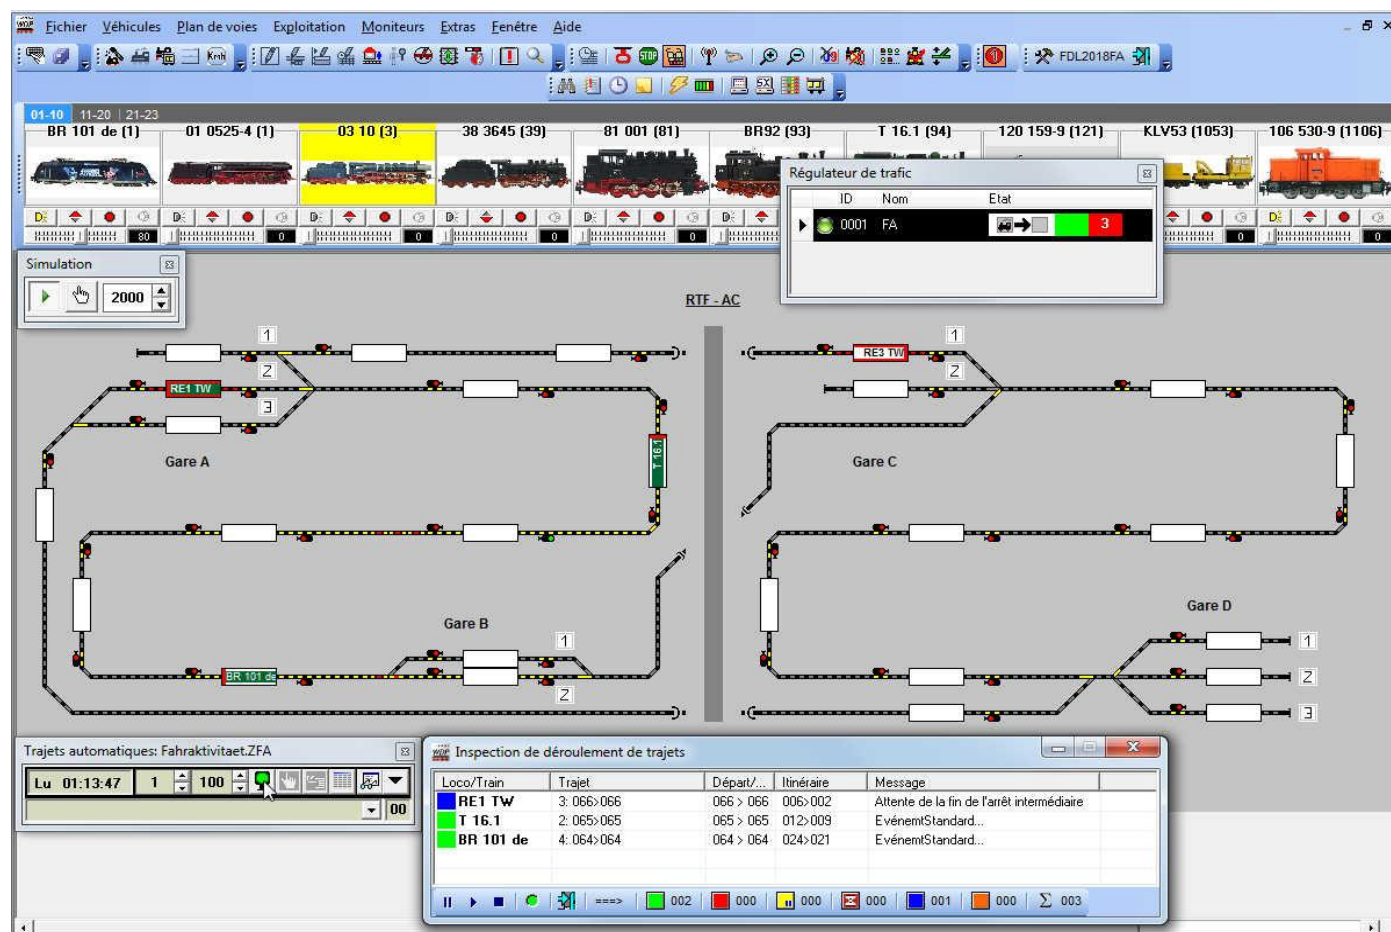 WDP Fichier Véhicules Plan de voies Exploitation Moniteurs Extras Fenêtre Aide
Kmh STOP FDL2018FA
SX
01-10 11-20 21-23
BR 101 de (1) 01 0525-4 (1) 03 10 (3) 38 3645 (39) 81 001 (81) BR92 (93) T 16.1 (94) 120 159-9 (121) KLV53 (1053) 106 530-9 (1106)
80 0 0 0 0 0 0
Régulateur de trafic
ID Nom Etat
0001 FA 3
Simulation
2000
RTF - AC
1 1
RE3 TW
2 2
RE1 TW
3
T 16.1
Gare A Gare C
Gare D
Gare B
1 1
BR 101 de 2
2
3
Trajets automatiques: Fahraktivitaet.ZFA
Lu 01:13:47 1 100
00
Inspection de déroulement de trajets
Loco/Train Trajet Départ/... Itinéraire Message
RE1 TW 3: 066>066 066 > 066 006>002 Attente de la fin de l'arrêt intermédiaire
T 16.1 2: 065>065 065 > 065 012>009 EvénemtStandard...
BR 101 de 4: 064>064 064 > 064 024>021 EvénemtStandard...
===> 002 000 000 000 001 000 Σ 003